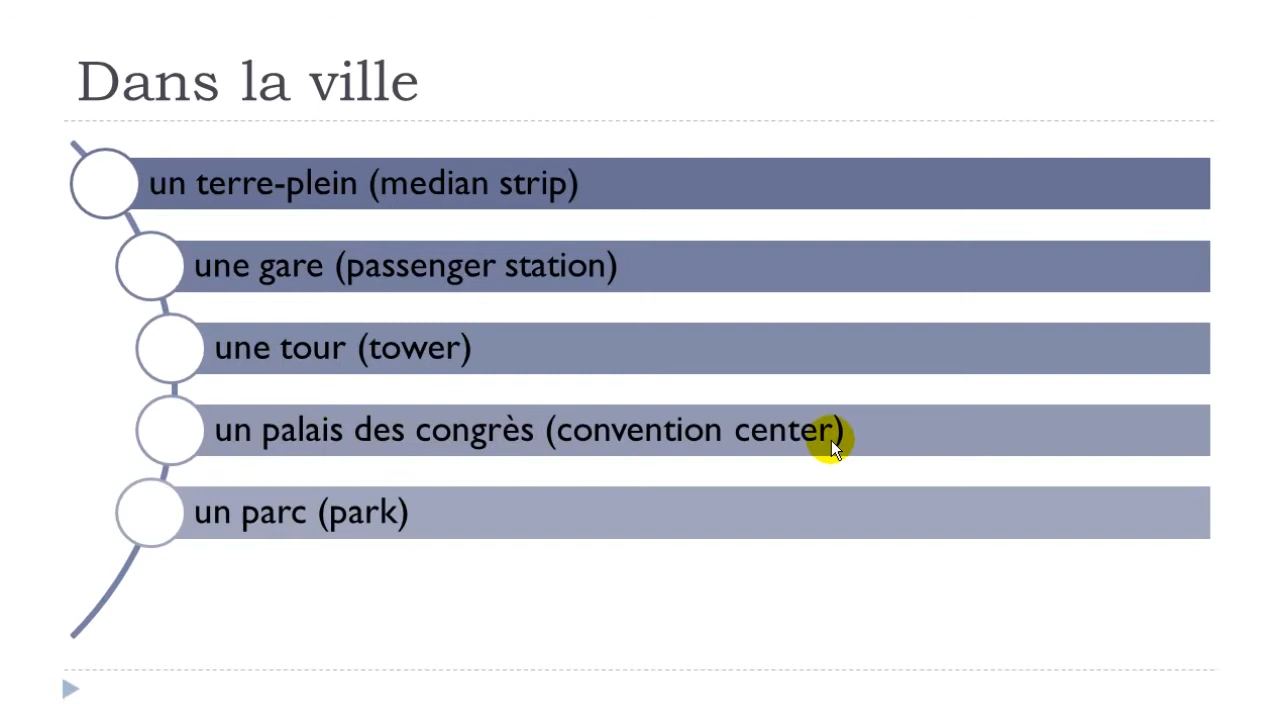 Dans la ville
un terre-plein (median strip)
une gare (passenger station)
une tour (tower)
un palais des congrès (convention center)
un parc (park)